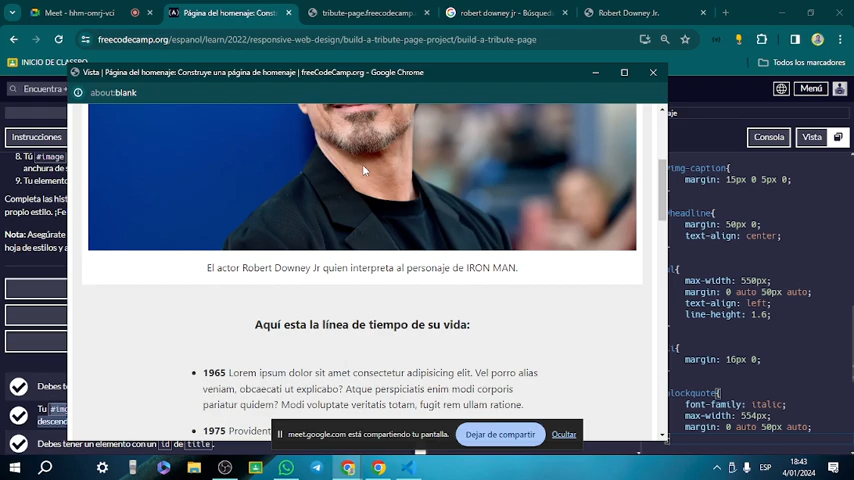 Meet - hhm-omrj-vci
Página del homenaje: Constr
tribute-page.freecodecamp.
robert downey jr - Búsqued
Robert Downey Jr.
freecodecamp.org/espanol/learn/2022/responsive-web-design/build-a-tribute-page-project/build-a-tribute-page
INICIO DE CLASS
Todos los marcadores
Vista | Página del homenaje: Construye una página de homenaje | freeCodeCamp.org - Google Chrome
about:blank
Encuentra
Menú
Instrucciones
Consola
Vista
8. Tú #image
anchura de s
9. Tu elemento
Completa las hist
propio estilo. ¡Fe
Nota: Asegúrate
hoja de estilos y a
Debes te
Tu #ima
descend
Debes tener un elemento con un id de title.
El actor Robert Downey Jr quien interpreta al personaje de IRON MAN.
Aquí esta la línea de tiempo de su vida:
1965 Lorem ipsum dolor sit amet consectetur adipisicing elit. Vel porro alias
veniam, obcaecati ut explicabo? Atque perspiciatis enim modi corporis
pariatur quidem? Modi voluptate veritatis totam, fugit rem ullam ratione.
1975 Provident
img-caption{
margin: 15px 0 5px 0;
headline{
margin: 50px 0;
text-align: center;
ul{
max-width: 550px;
margin: 0 auto 50px auto;
text-align: left;
line-height: 1.6;
li{
margin: 16px 0;
blockquote{
font-family: italic;
max-width: 554px;
margin: 0 auto 50px auto;
meet.google.com está compartiendo tu pantalla.
Dejar de compartir
Ocultar
ESP
18:43
4/01/2024